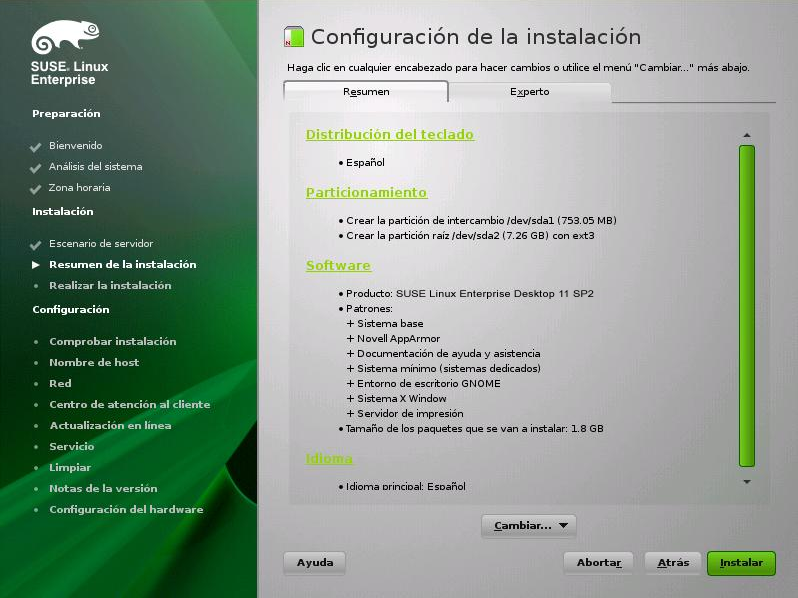 SUSE. Linux
Enterprise
Preparación
Bienvenido
Análisis del sistema
Zona horaria
Instalación
Escenario de servidor
Resumen de la instalación
Realizar la instalación
Configuración
Comprobar instalación
Nombre de host
Red
Centro de atención al cliente
Actualización en línea
Servicio
Limpiar
Notas de la versión
Configuración del hardware
Configuración de la instalación
Haga clic en cualquier encabezado para hacer cambios o utilice el menú "Cambiar..." más abajo.
Resumen Experto
Distribución del teclado
• Español
Particionamiento
• Crear la partición de intercambio /dev/sda1 (753.05 MB)
• Crear la partición raíz /dev/sda2 (7.26 GB) con ext3
Software
• Producto: SUSE Linux Enterprise Desktop 11 SP2
• Patrones:
+ Sistema base
+ Novell AppArmor
+ Documentación de ayuda y asistencia
+ Sistema mínimo (sistemas dedicados)
+ Entorno de escritorio GNOME
+ Sistema X Window
+ Servidor de impresión
• Tamaño de los paquetes que se van a instalar: 1.8 GB
Idioma
• Idioma principal: Español
Cambiar...
Ayuda Abortar Atrás Instalar